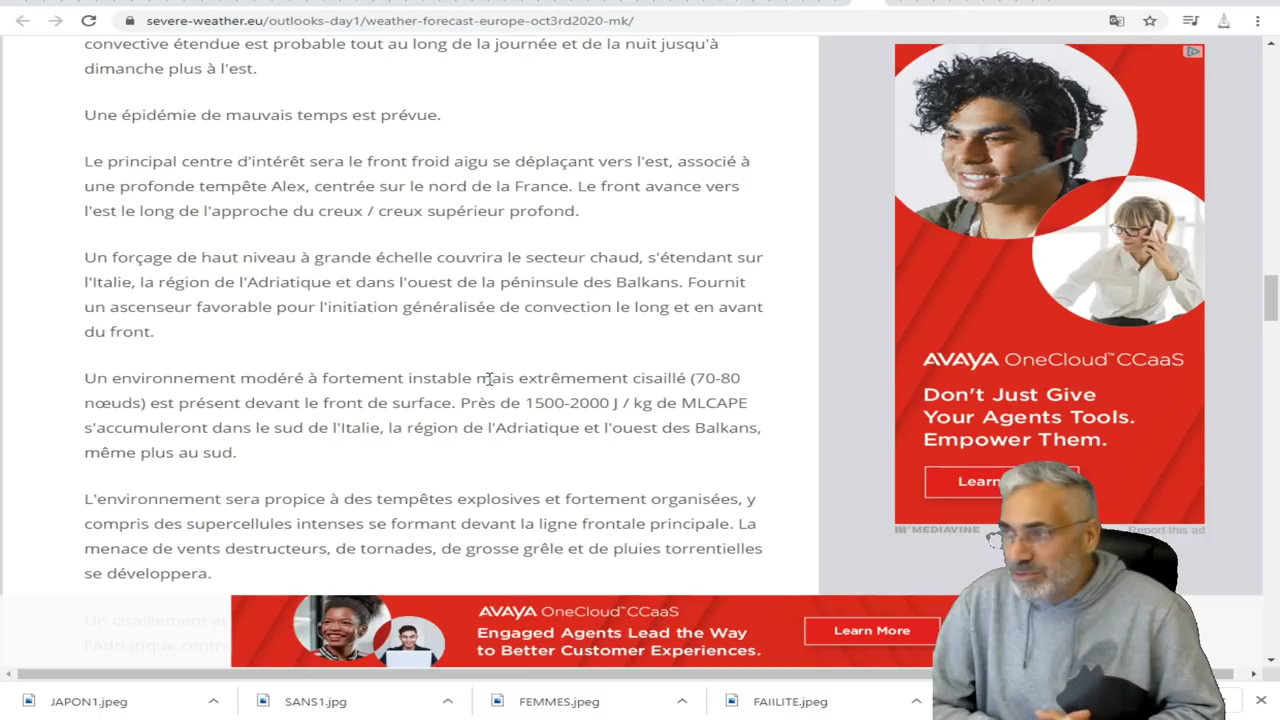 severe-weather.eu/outlooks-day1/weather-forecast-europe-oct3rd2020-mk/
convective étendue est probable tout au long de la journée et de la nuit jusqu'à
dimanche plus à l'est.
Une épidémie de mauvais temps est prévue.
Le principal centre d'intérêt sera le front froid aigu se déplaçant vers l'est, associé à
une profonde tempête Alex, centrée sur le nord de la France. Le front avance vers
l'est le long de l'approche du creux / creux supérieur profond.
Un forçage de haut niveau à grande échelle couvrira le secteur chaud, s'étendant sur
l'Italie, la région de l'Adriatique et dans l'ouest de la péninsule des Balkans. Fournit
un ascenseur favorable pour l'initiation généralisée de convection le long et en avant
du front.
Un environnement modéré à fortement instable mais extrêmement cisaillé (70-80
nœuds) est présent devant le front de surface. Près de 1500-2000 J / kg de MLCAPE
s'accumuleront dans le sud de l'Italie, la région de l'Adriatique et l'ouest des Balkans,
même plus au sud.
L'environnement sera propice à des tempêtes explosives et fortement organisées, y
compris des supercellules intenses se formant devant la ligne frontale principale. La
menace de vents destructeurs, de tornades, de grosse grêle et de pluies torrentielles
se développera.
Un cisaillement et
l'Adriatique centr
AVAYA OneCloud™CCaaS
Don't Just Give
Your Agents Tools.
Empower Them.
Learn
MEDIAVINE
Report this ad
AVAYA OneCloud™CCaaS
Engaged Agents Lead the Way
to Better Customer Experiences.
Learn More
JAPON1.jpeg
SANS1.jpg
FEMMES.jpeg
FAIILITE.jpeg